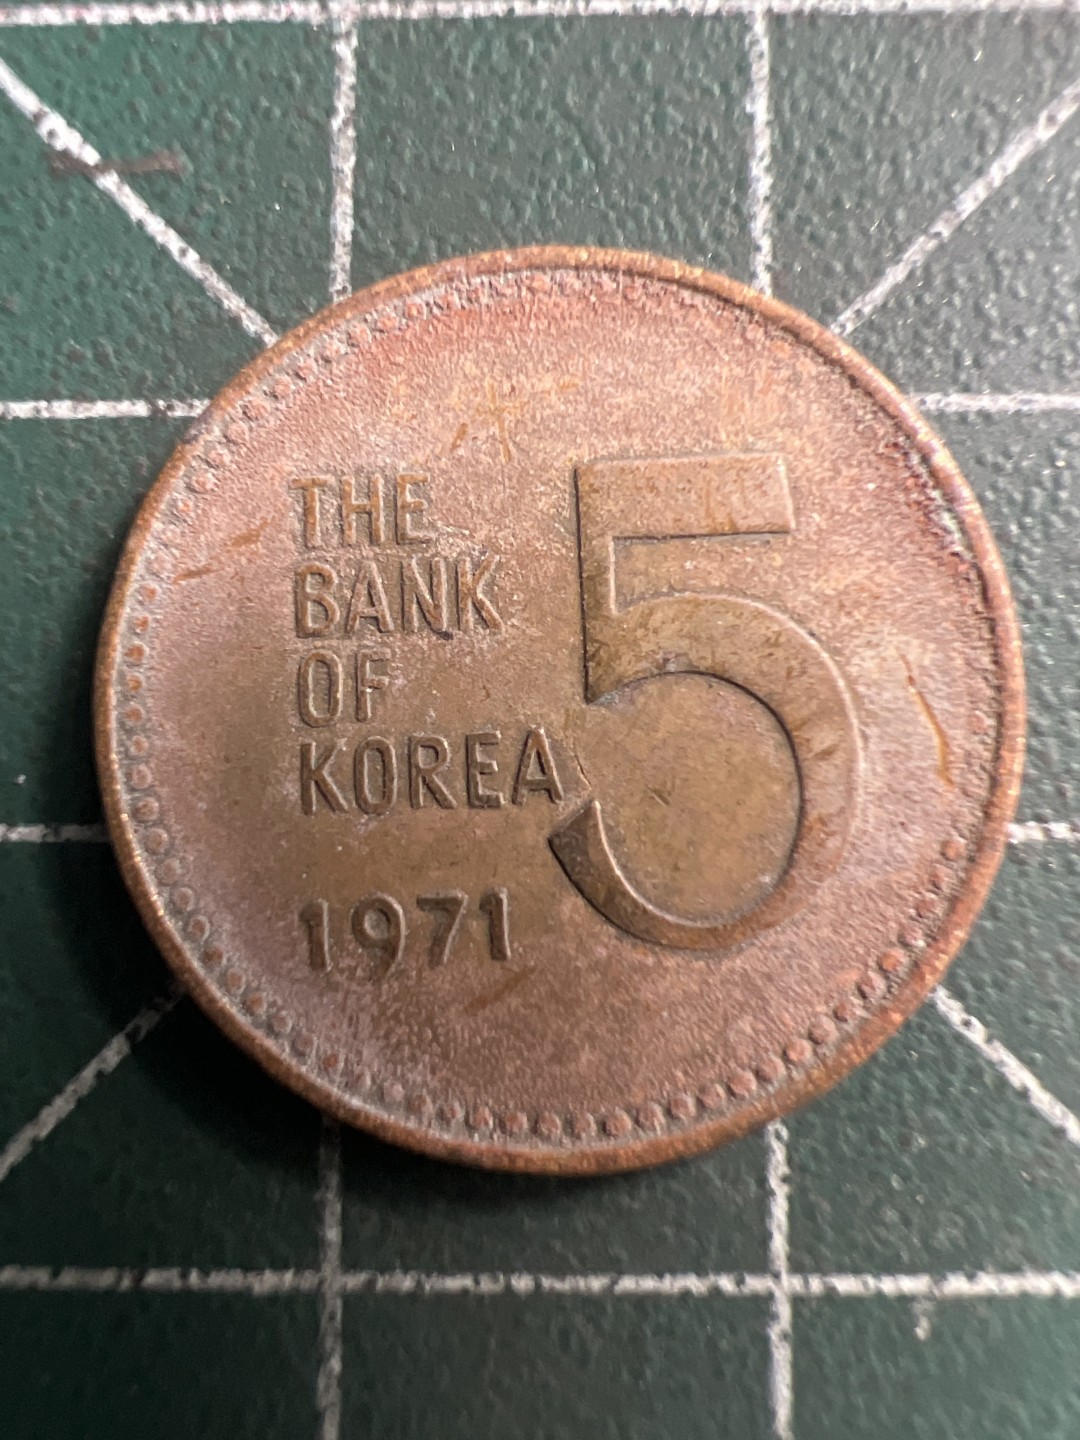 THE
BANK
OF
KOREA
1971
5